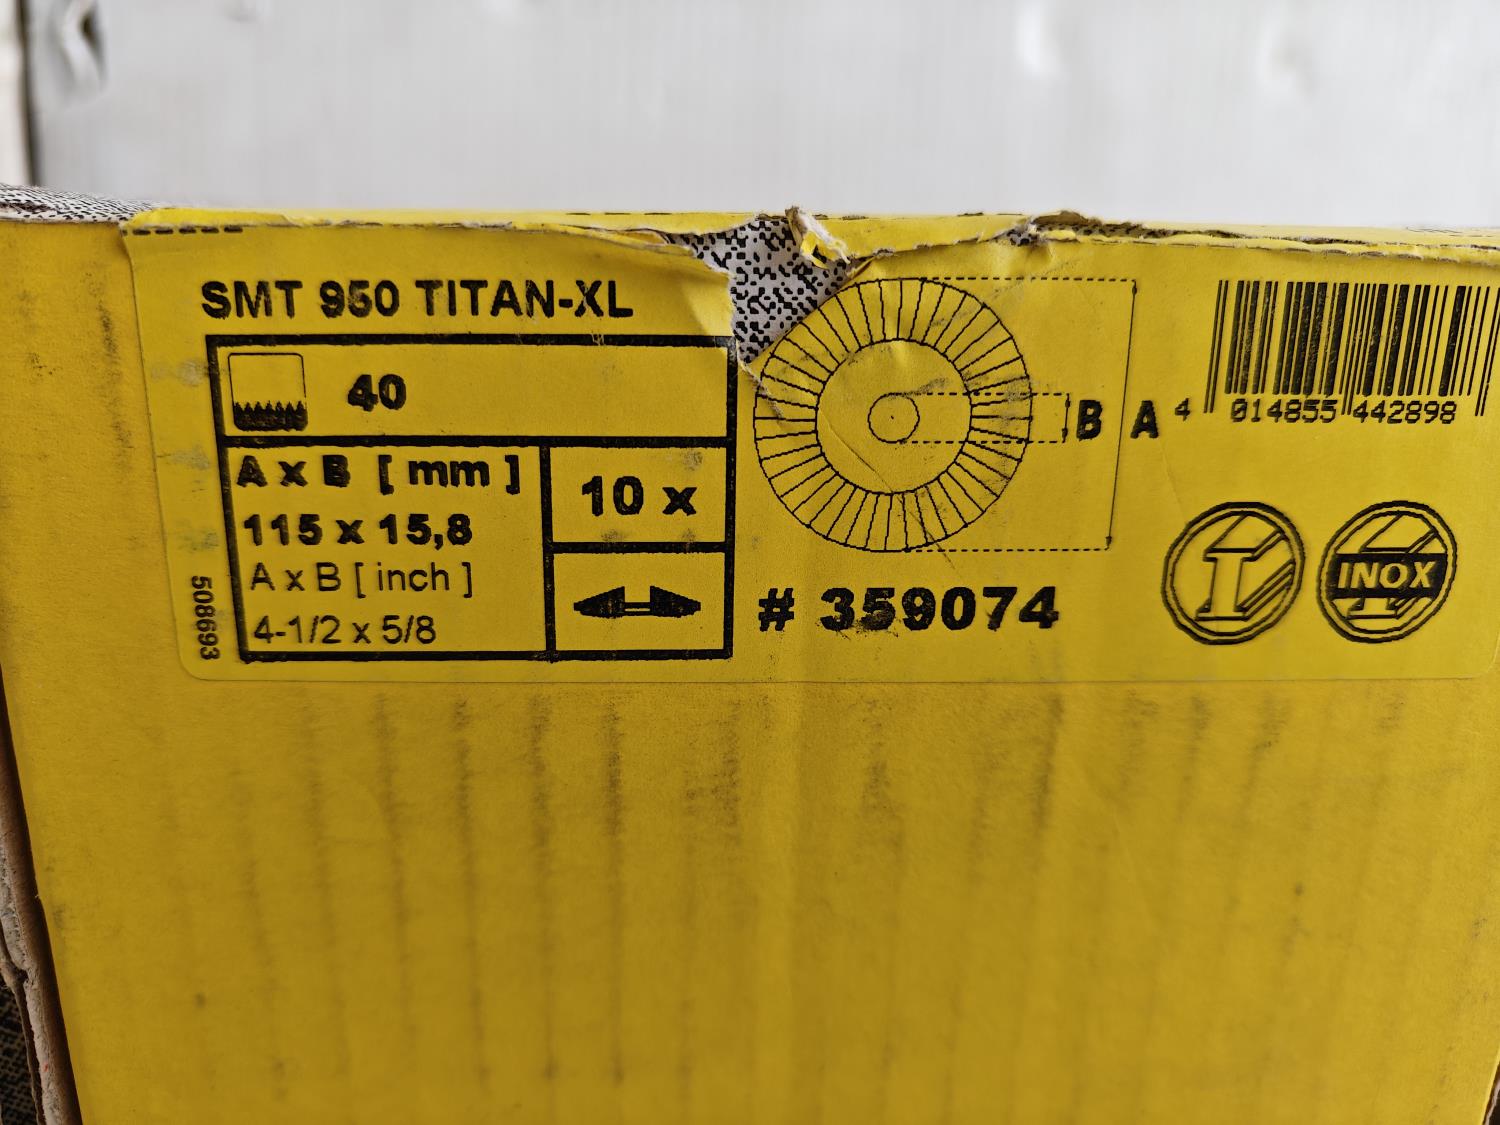 SMT 950 TITAN-XL
40
A x B [ mm ]
115 x 15,8
A x B [ inch ]
4-1/2 x 5/8
10 x
508693
B A
# 359074
4 014855 442898
INOX